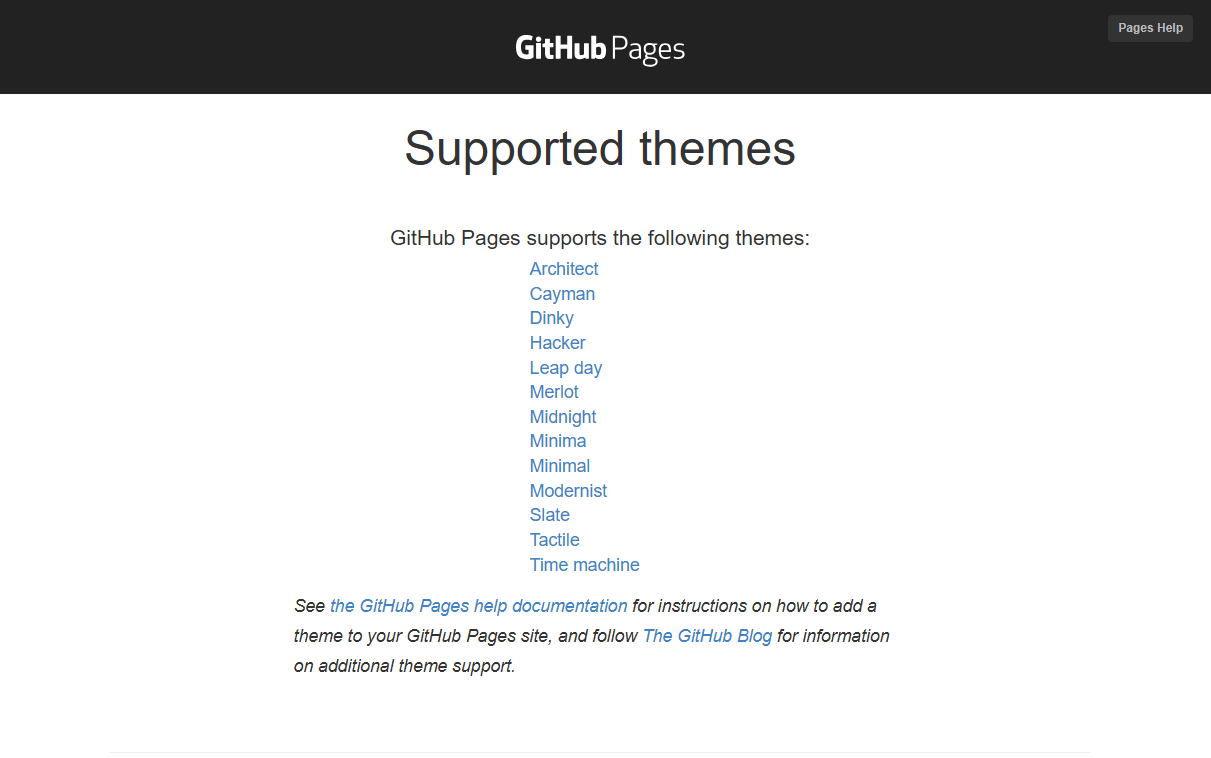 GitHub Pages
Pages Help
Supported themes
GitHub Pages supports the following themes:
Architect
Cayman
Dinky
Hacker
Leap day
Merlot
Midnight
Minima
Minimal
Modernist
Slate
Tactile
Time machine
See the GitHub Pages help documentation for instructions on how to add a
theme to your GitHub Pages site, and follow The GitHub Blog for information
on additional theme support.